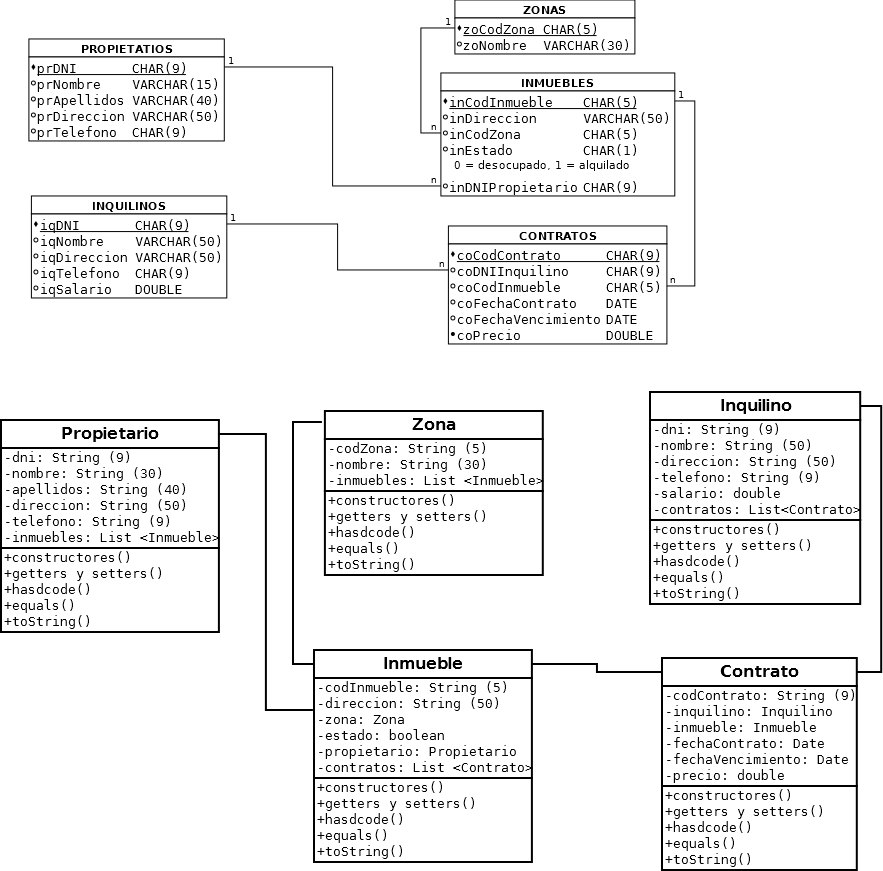 ZONAS
zoCodZona CHAR(5)
zoNombre VARCHAR(30)
1
n
PROPIETATIOS
prDNI CHAR(9)
prNombre VARCHAR(15)
prApellidos VARCHAR(40)
prDireccion VARCHAR(50)
prTelefono CHAR(9)
1
n
INMUEBLES
inCodInmueble CHAR(5)
inDireccion VARCHAR(50)
inCodZona CHAR(5)
inEstado CHAR(1)
0 = desocupado, 1 = alquilado
inDNIPropietario CHAR(9)
1
n
INQUILINOS
iqDNI CHAR(9)
iqNombre VARCHAR(50)
iqDireccion VARCHAR(50)
iqTelefono CHAR(9)
iqSalario DOUBLE
1
n
CONTRATOS
coCodContrato CHAR(9)
coDNIInquilino CHAR(9)
coCodInmueble CHAR(5)
coFechaContrato DATE
coFechaVencimiento DATE
coPrecio DOUBLE
Propietario
-dni: String (9)
-nombre: String (30)
-apellidos: String (40)
-direccion: String (50)
-telefono: String (9)
-inmuebles: List <Inmueble>
+constructores()
+getters y setters()
+hasdcode()
+equals()
+toString()
Zona
-codZona: String (5)
-nombre: String (30)
-inmuebles: List <Inmueble>
+constructores()
+getters y setters()
+hasdcode()
+equals()
+toString()
Inquilino
-dni: String (9)
-nombre: String (50)
-direccion: String (50)
-telefono: String (9)
-salario: double
-contratos: List<Contrato>
+constructores()
+getters y setters()
+hasdcode()
+equals()
+toString()
Inmueble
-codInmueble: String (5)
-direccion: String (50)
-zona: Zona
-estado: boolean
-propietario: Propietario
-contratos: List <Contrato>
+constructores()
+getters y setters()
+hasdcode()
+equals()
+toString()
Contrato
-codContrato: String (9)
-inquilino: Inquilino
-inmueble: Inmueble
-fechaContrato: Date
-fechaVencimiento: Date
-precio: double
+constructores()
+getters y setters()
+hasdcode()
+equals()
+toString()